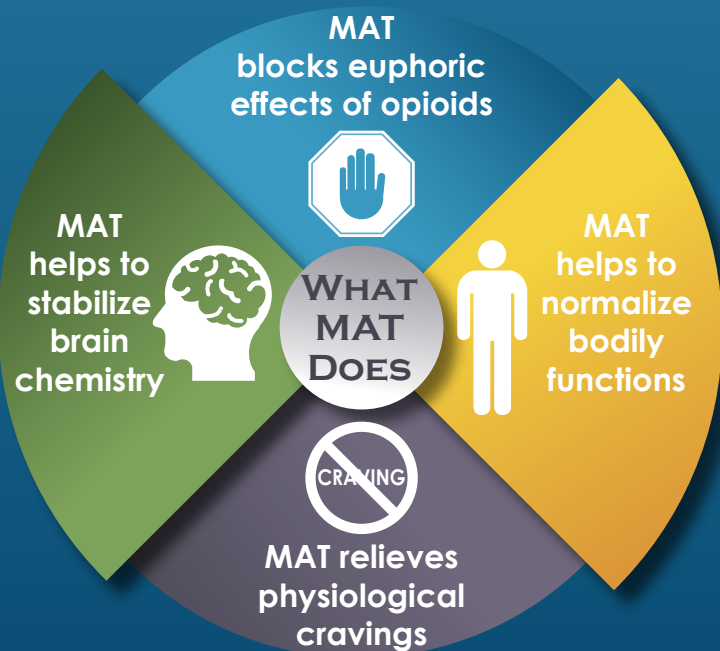 MAT
blocks euphoric
effects of opioids
MAT
helps to
stabilize
brain
chemistry
WHAT
MAT
DOES
MAT
helps to
normalize
bodily
functions
CRAVING
MAT relieves
physiological
cravings